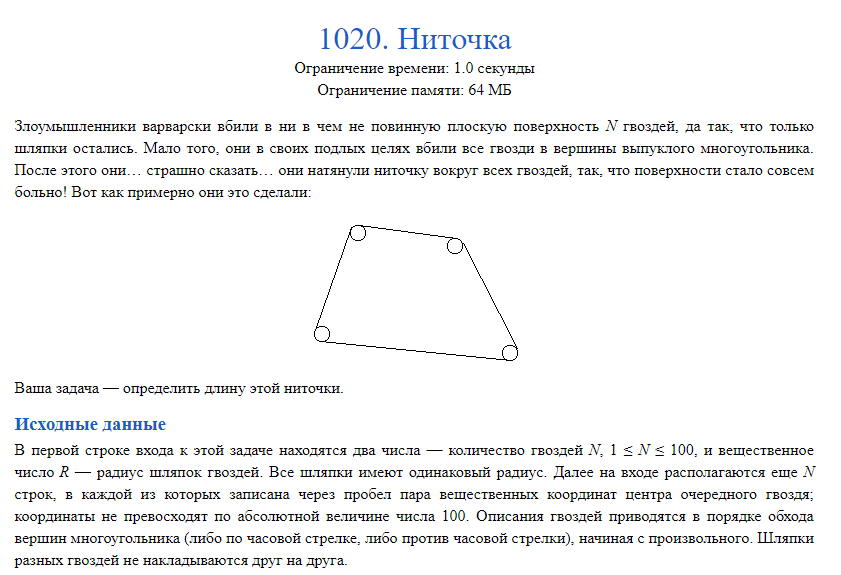 1020. Ниточка
Ограничение времени: 1.0 секунды
Ограничение памяти: 64 МБ
Злоумышленники варварски вбили в ни в чем не повинную плоскую поверхность N гвоздей, да так, что только
шляпки остались. Мало того, они в своих подлых целях вбили все гвозди в вершины выпуклого многоугольника.
После этого они… страшно сказать… они натянули ниточку вокруг всех гвоздей, так, что поверхности стало совсем
больно! Вот как примерно они это сделали:
Ваша задача — определить длину этой ниточки.
Исходные данные
В первой строке входа к этой задаче находятся два числа — количество гвоздей N, 1 ≤ N ≤ 100, и вещественное
число R — радиус шляпок гвоздей. Все шляпки имеют одинаковый радиус. Далее на входе располагаются еще N
строк, в каждой из которых записана через пробел пара вещественных координат центра очередного гвоздя;
координаты не превосходят по абсолютной величине числа 100. Описания гвоздей приводятся в порядке обхода
вершин многоугольника (либо по часовой стрелке, либо против часовой стрелки), начиная с произвольного. Шляпки
разных гвоздей не накладываются друг на друга.